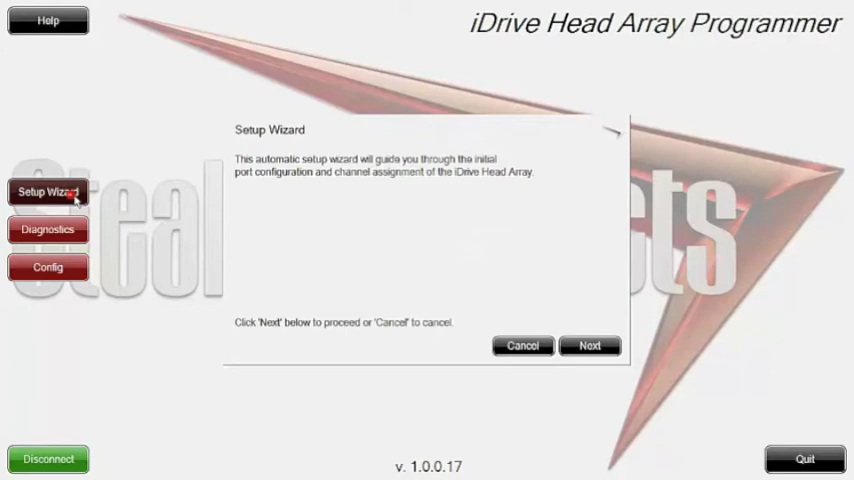 Help
iDrive Head Array Programmer
Setup Wizard
This automatic setup wizard will guide you through the initial
port configuration and channel assignment of the iDrive Head Array.
Setup Wizard
Diagnostics
Config
Click 'Next' below to proceed or 'Cancel' to cancel.
Cancel
Next
Disconnect
v. 1.0.0.17
Quit